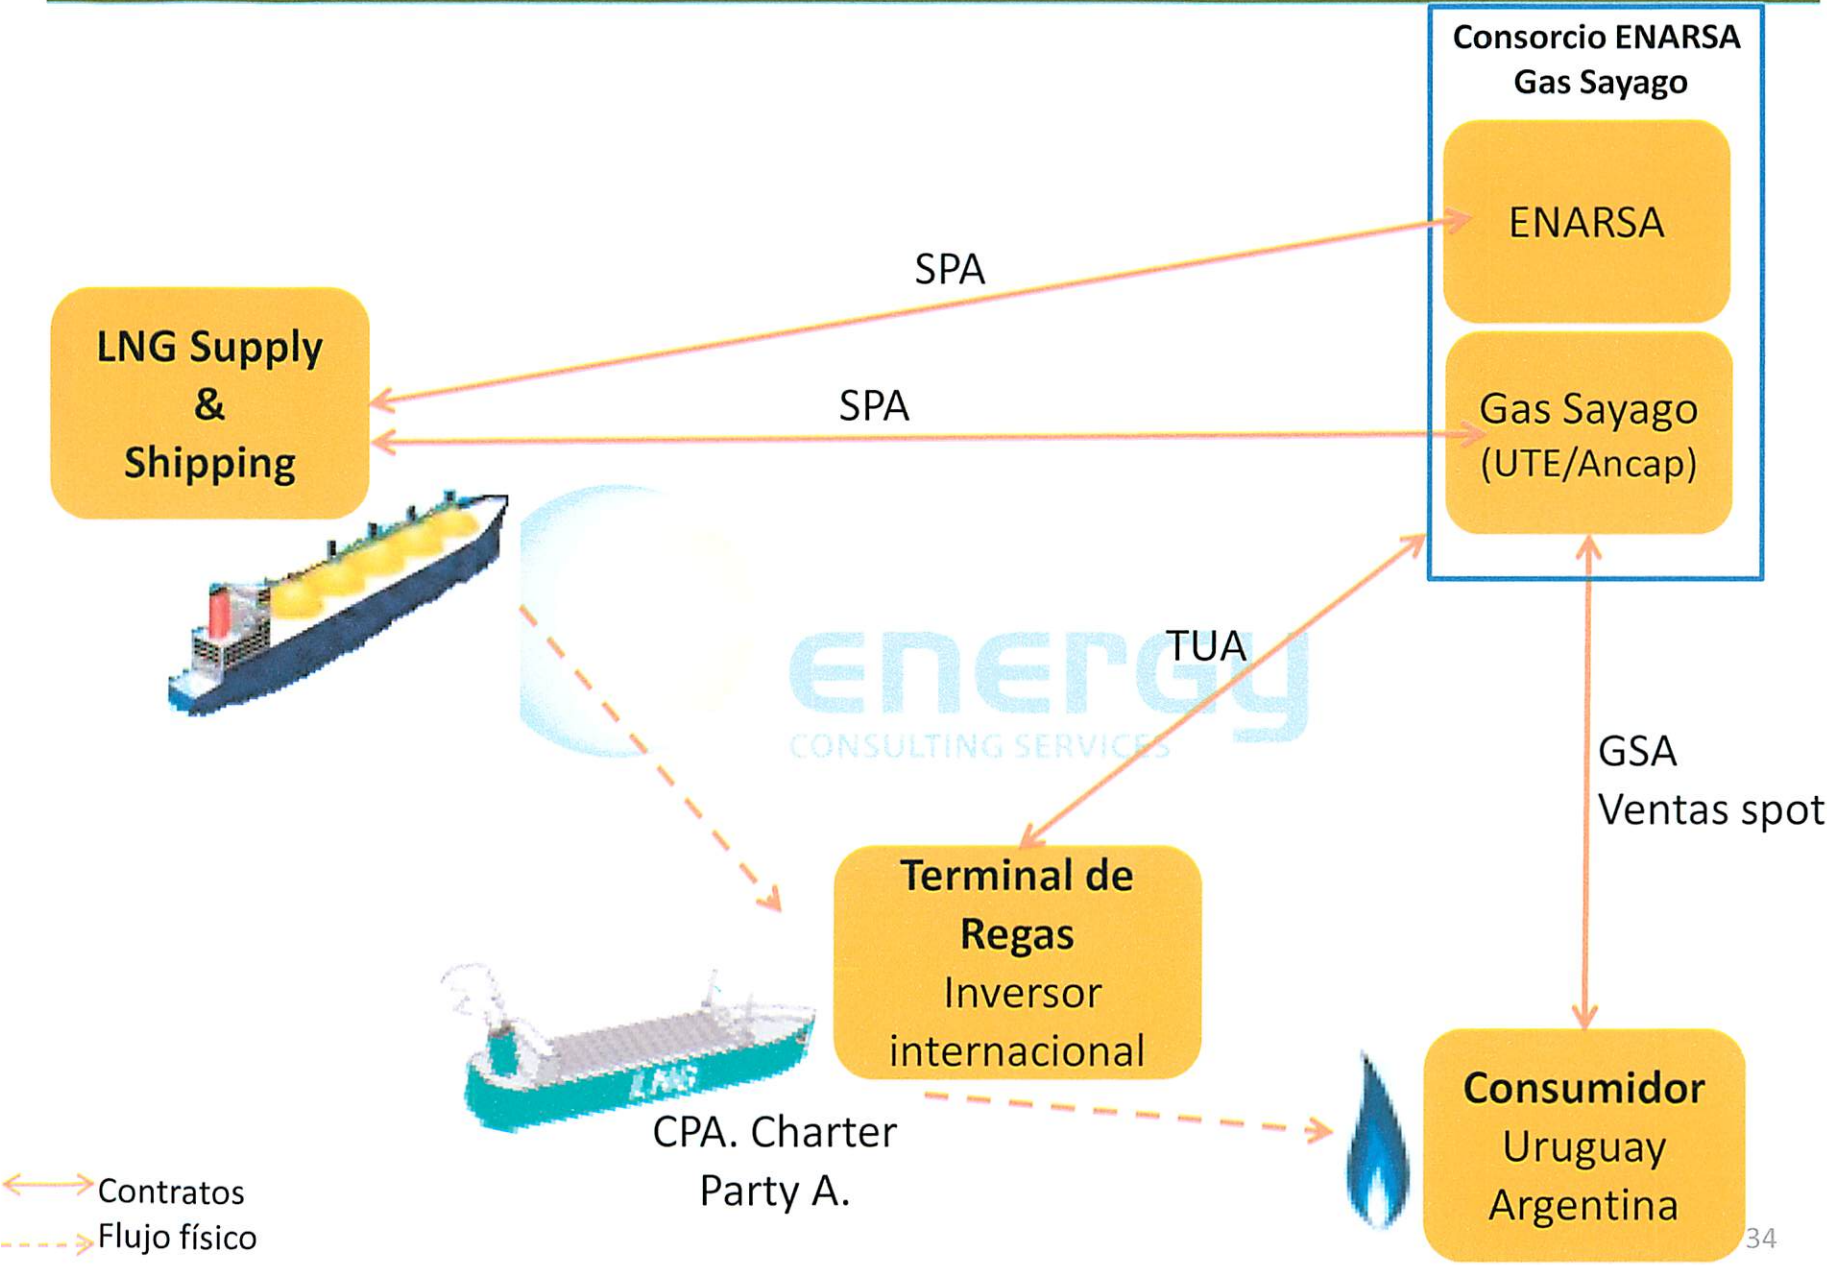 Consorcio ENARSA
Gas Sayago
ENARSA
SPA
LNG Supply
&
Shipping
SPA
Gas Sayago
(UTE/Ancap)
energy
CONSULTING SERVICES
TUA
GSA
Ventas spot
Terminal de
Regas
Inversor
internacional
LNG
CPA. Charter
Party A.
Consumidor
Uruguay
Argentina
Contratos
Flujo físico
34